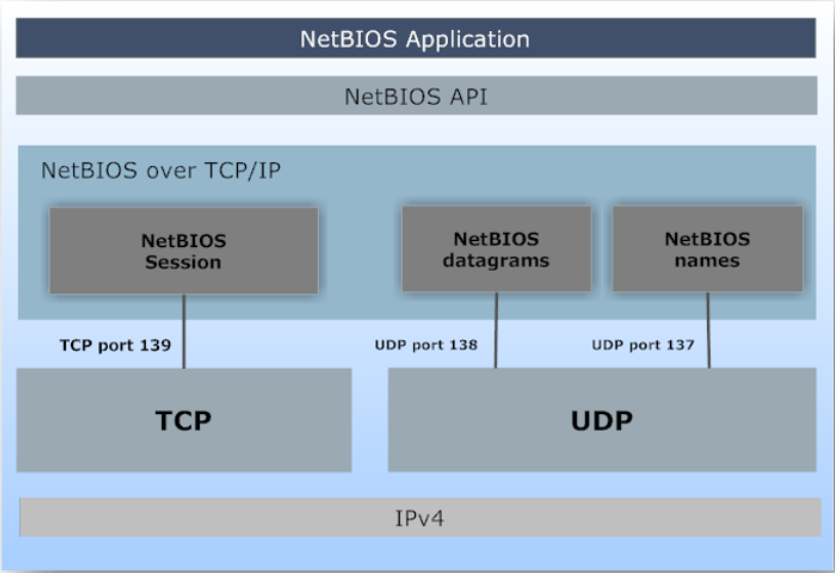 NetBIOS Application
NetBIOS API
NetBIOS over TCP/IP
NetBIOS
Session
NetBIOS
datagrams
NetBIOS
names
TCP port 139
UDP port 138
UDP port 137
TCP
UDP
IPv4